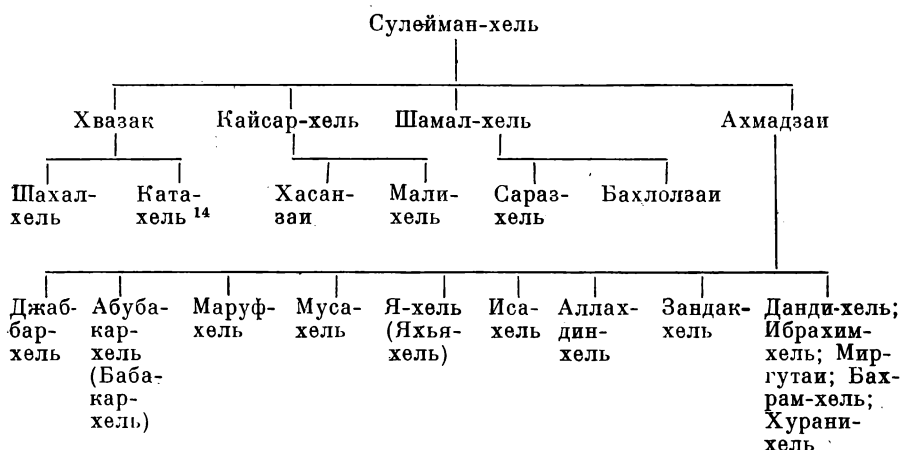 Сулейман-хель
Хвазак Кайсар-хель Шамал-хель Ахмадзаи
Шахал- Ката- Хасан- Мали- Сараз- Бахлолзаи
хель хель 14 заи хель хель
Джаб- Абуба- Маруф- Муса- Я-хель Иса- Аллах- Зандак- Данди-хель;
бар- кар- хель хель (Яхья- хель дин- хель Ибрахим-
хель хель хель) хель хель; Мир-
(Баба- гутаи; Бах-
кар- рам-хель;
хель) Хурани-
хель